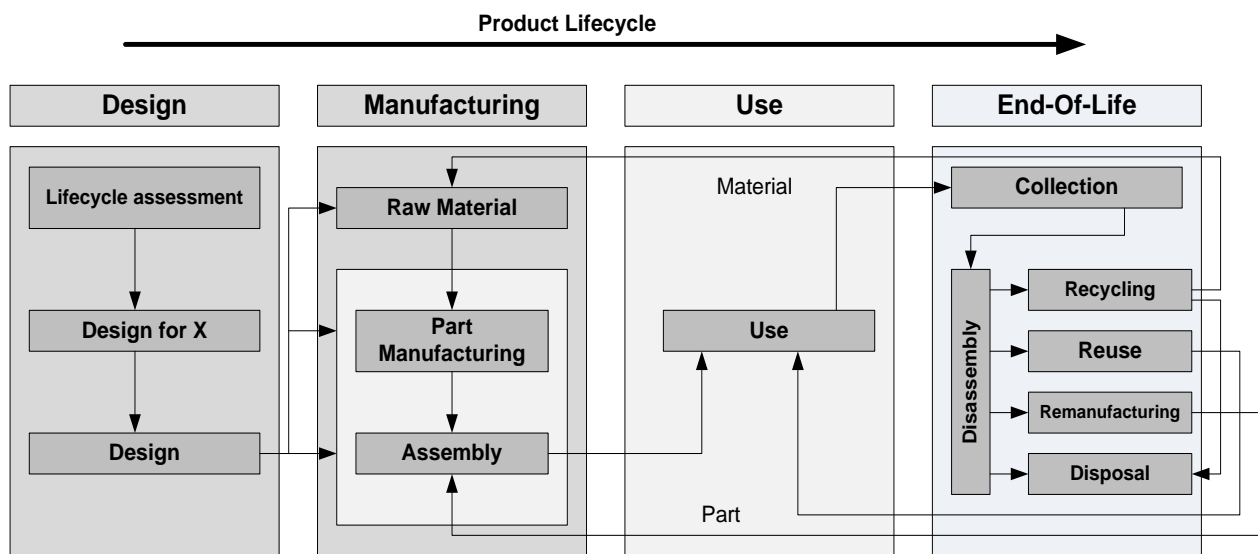 Product Lifecycle
Design
Manufacturing
Use
End-Of-Life
Lifecycle assessment
Design for X
Design
Raw Material
Part
Manufacturing
Assembly
Material
Use
Part
Collection
Disassembly
Recycling
Reuse
Remanufacturing
Disposal